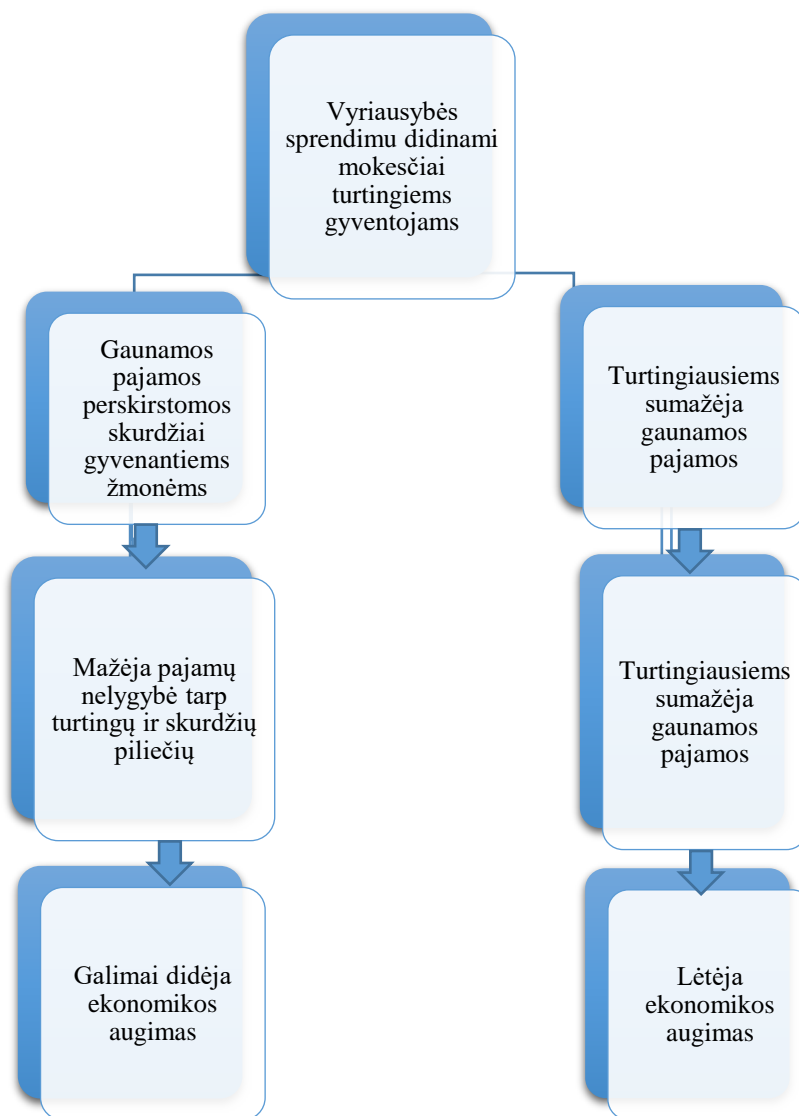 Vyriausybės
sprendimu didinami
mokesčiai
turtingiems
gyventojams
Gaunamos
pajamos
perskirstomos
skurdžiai
gyvenantiems
žmonėms
Turtingiausiems
sumažėja
gaunamos
pajamos
Mažėja pajamų
nelygybė tarp
turtingų ir skurdžių
piliečių
Turtingiausiems
sumažėja
gaunamos
pajamos
Galimai didėja
ekonomikos
augimas
Lėtėja
ekonomikos
augimas